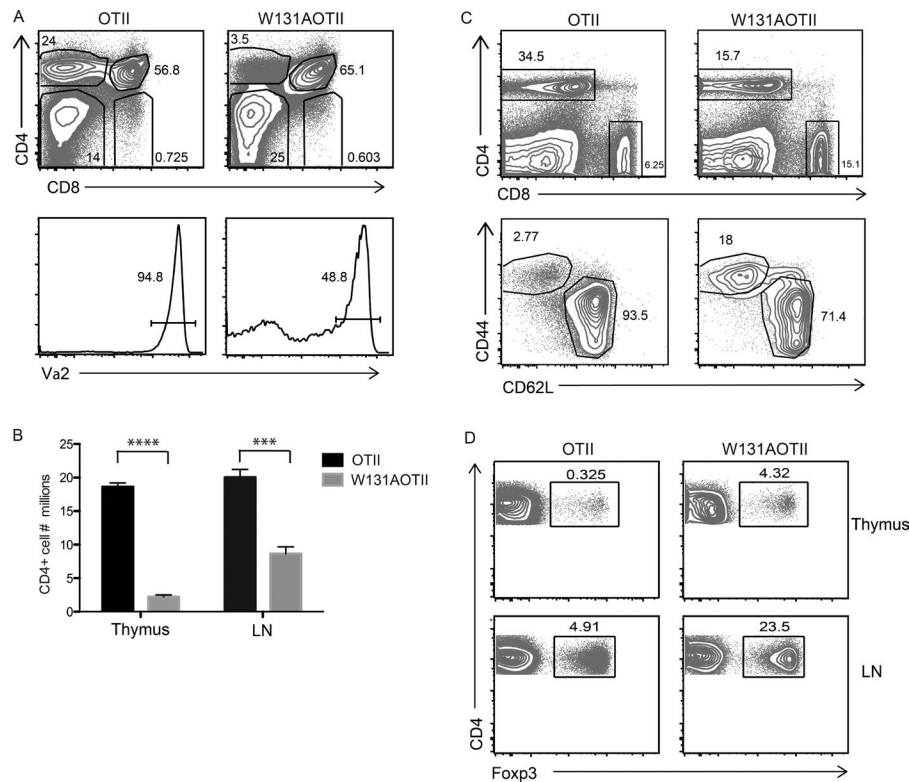 A
OTII
W131AOTII
24
56.8
14
0.725
3.5
65.1
25
0.603
CD4
CD8
94.8
48.8
Va2
B
25
20
15
10
5
0
CD4+ cell # millions
****
***
OTII
W131AOTII
Thymus
LN
C
OTII
W131AOTII
34.5
6.25
15.7
15.1
CD4
CD8
2.77
93.5
18
71.4
CD44
CD62L
D
OTII
W131AOTII
0.325
4.32
Thymus
4.91
23.5
LN
CD4
Foxp3